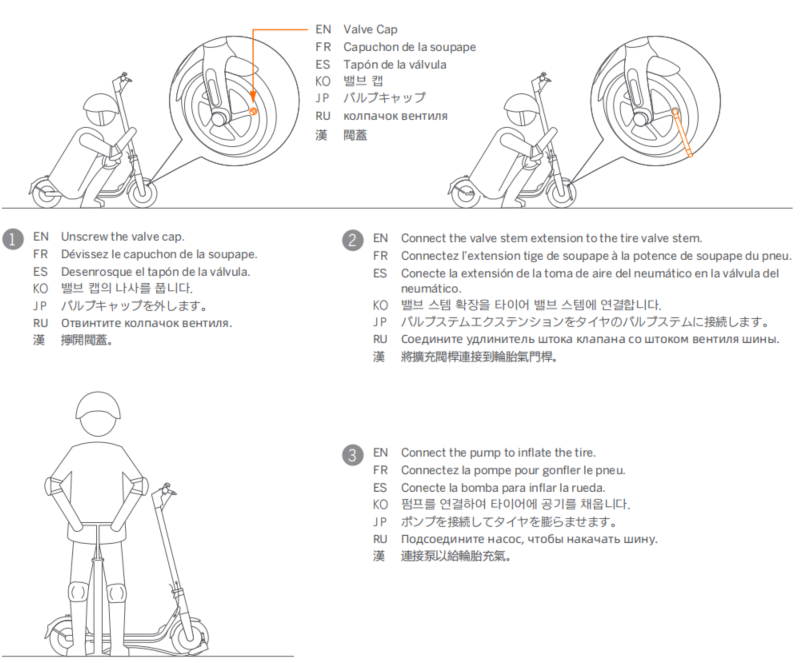 EN Valve Cap
FR Capuchon de la soupape
ES Tapón de la válvula
KO 밸브 캡
JP バルブキャップ
RU колпачок вентиля
漢 閥蓋
1
EN Unscrew the valve cap.
FR Dévissez le capuchon de la soupape.
ES Desenrosque el tapón de la válvula.
KO 밸브 캡의 나사를 풉니다.
JP バルブキャップを外します。
RU Отвинтите колпачок вентиля.
漢 擰開閥蓋。
2
EN Connect the valve stem extension to the tire valve stem.
FR Connectez l'extension tige de soupape à la potence de soupape du pneu.
ES Conecte la extensión de la toma de aire del neumático en la válvula del
neumático.
KO 밸브 스템 확장을 타이어 밸브 스템에 연결합니다.
JP バルブステムエクステンションをタイヤのバルブステムに接続します。
RU Соедините удлинитель штока клапана со штоком вентиля шины.
漢 將擴充閥桿連接到輪胎氣門桿。
3
EN Connect the pump to inflate the tire.
FR Connectez la pompe pour gonfler le pneu.
ES Conecte la bomba para inflar la rueda.
KO 펌프를 연결하여 타이어에 공기를 채웁니다.
JP ポンプを接続してタイヤを膨らませます。
RU Подсоедините насос, чтобы накачать шину.
漢 連接泵以給輪胎充氣。